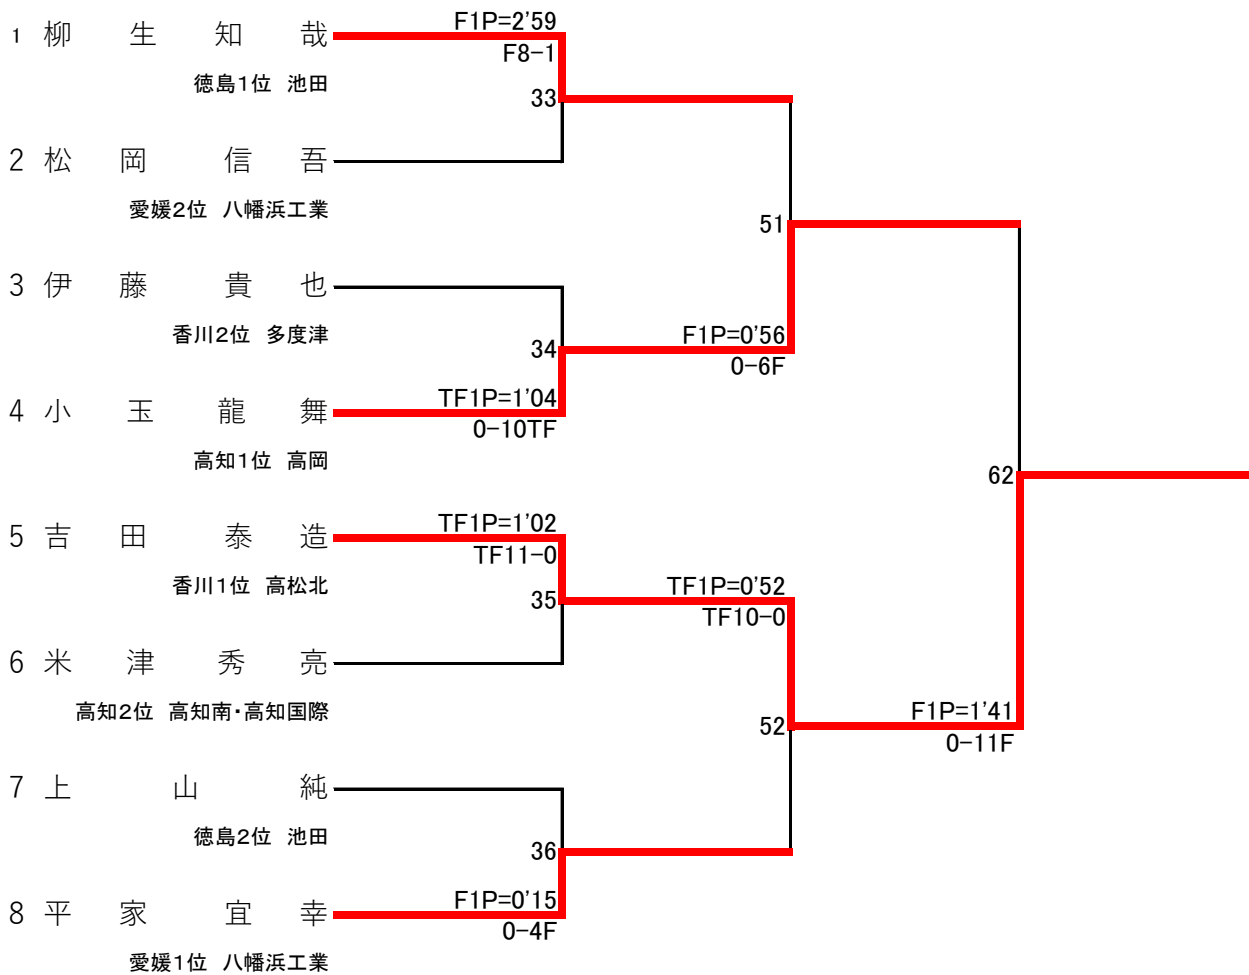 1 柳生知哉
F1P=2'59
F8-1
徳島1位 池田
33
2 松岡信吾
愛媛2位 八幡浜工業
51
3 伊藤貴也
香川2位 多度津
34
F1P=0'56
0-6F
4 小玉龍舞
TF1P=1'04
0-10TF
高知1位 高岡
62
5 吉田泰造
TF1P=1'02
TF11-0
香川1位 高松北
35
TF1P=0'52
TF10-0
6 米津秀亮
高知2位 高知南・高知国際
52
F1P=1'41
0-11F
7 上山純
徳島2位 池田
36
8 平家宜幸
F1P=0'15
0-4F
愛媛1位 八幡浜工業